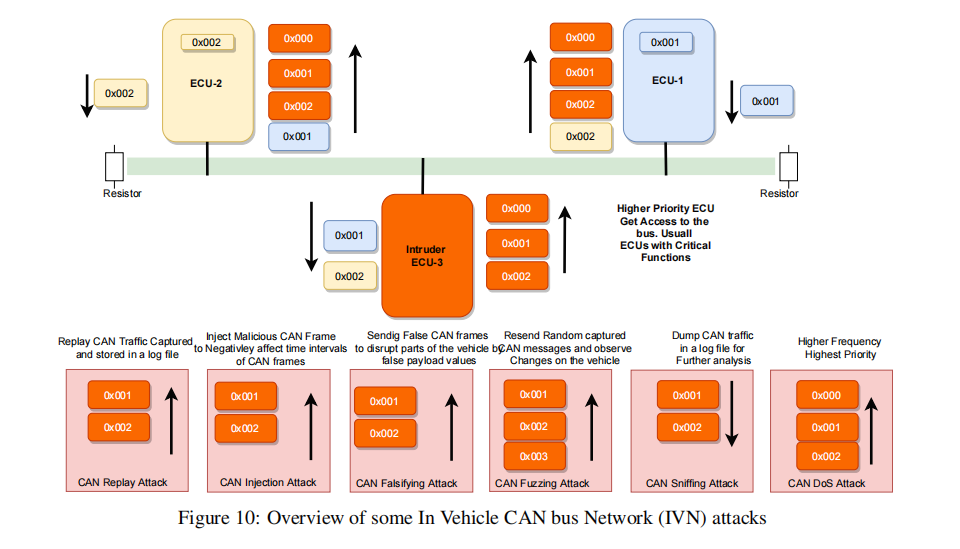 0x002
ECU-2
0x002
0x000
0x001
0x002
0x001
0x000
0x001
0x002
0x002
0x001
ECU-1
0x001
Resistor
Resistor
0x001
0x002
Intruder
ECU-3
0x000
0x001
0x002
Higher Priority ECU
Get Access to the
bus. Usuall
ECUs with Critical
Functions
Replay CAN Traffic Captured
and stored in a log file
0x001
0x002
CAN Replay Attack
Inject Malicious CAN Frame
to Negativley affect time intervals
of CAN frames
0x001
0x002
CAN Injection Attack
Sendig False CAN frames
to disrupt parts of the vehicle by
false payload values
0x001
0x002
CAN Falsifying Attack
Resend Random captured
CAN messages and observe
Changes on the vehicle
0x001
0x002
0x003
CAN Fuzzing Attack
Dump CAN traffic
in a log file for
Further analysis
0x001
0x002
CAN Sniffing Attack
Higher Frequency
Highest Priority
0x000
0x001
0x002
CAN DoS Attack
Figure 10: Overview of some In Vehicle CAN bus Network (IVN) attacks